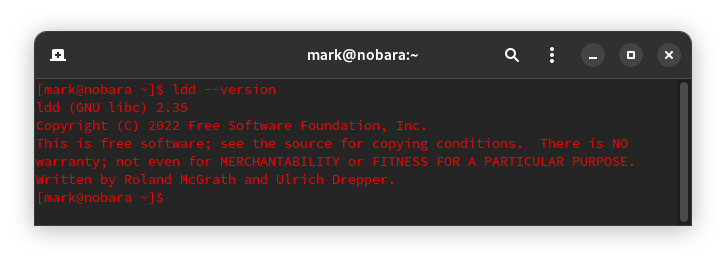 mark@nobara:~
[mark@nobara ~]$ ldd --version
ldd (GNU libc) 2.35
Copyright (C) 2022 Free Software Foundation, Inc.
This is free software; see the source for copying conditions.  There is NO
warranty; not even for MERCHANTABILITY or FITNESS FOR A PARTICULAR PURPOSE.
Written by Roland McGrath and Ulrich Drepper.
[mark@nobara ~]$